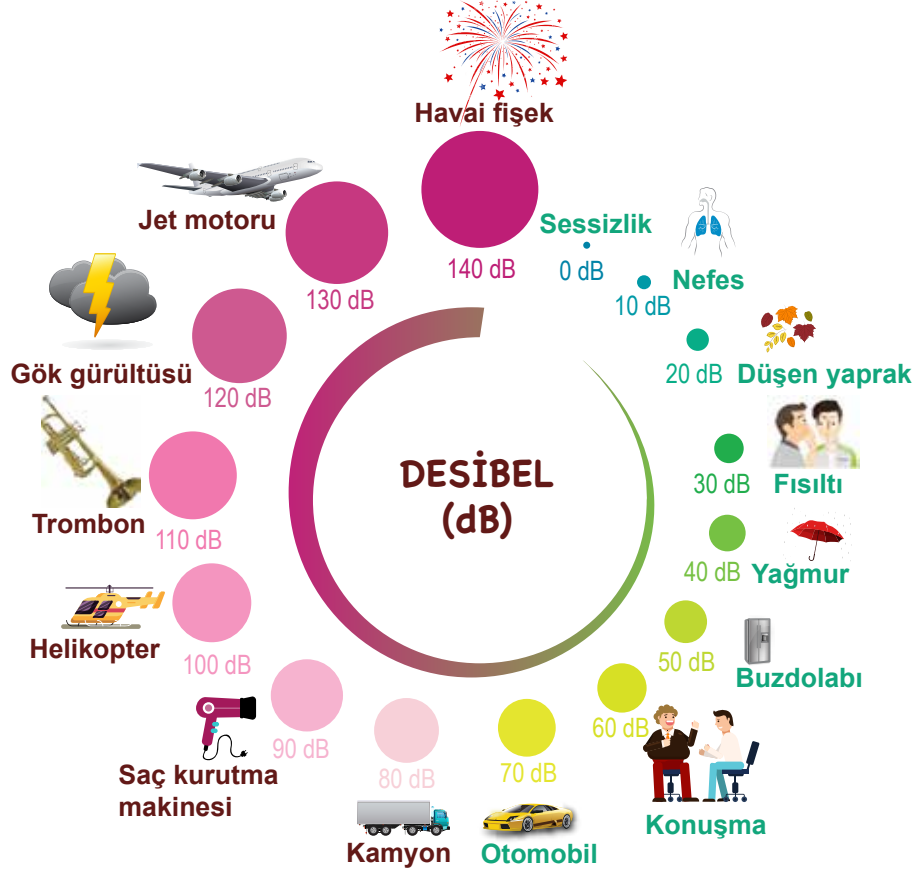 Havai fişek
140 dB
Sessizlik
0 dB
Nefes
10 dB
20 dB
Düşen yaprak
30 dB
Fısıltı
40 dB
Yağmur
50 dB
Buzdolabı
60 dB
Konuşma
70 dB
Otomobil
80 dB
Kamyon
90 dB
Saç kurutma
makinesi
100 dB
Helikopter
110 dB
Trombon
120 dB
Gök gürültüsü
130 dB
Jet motoru
DESİBEL
(dB)